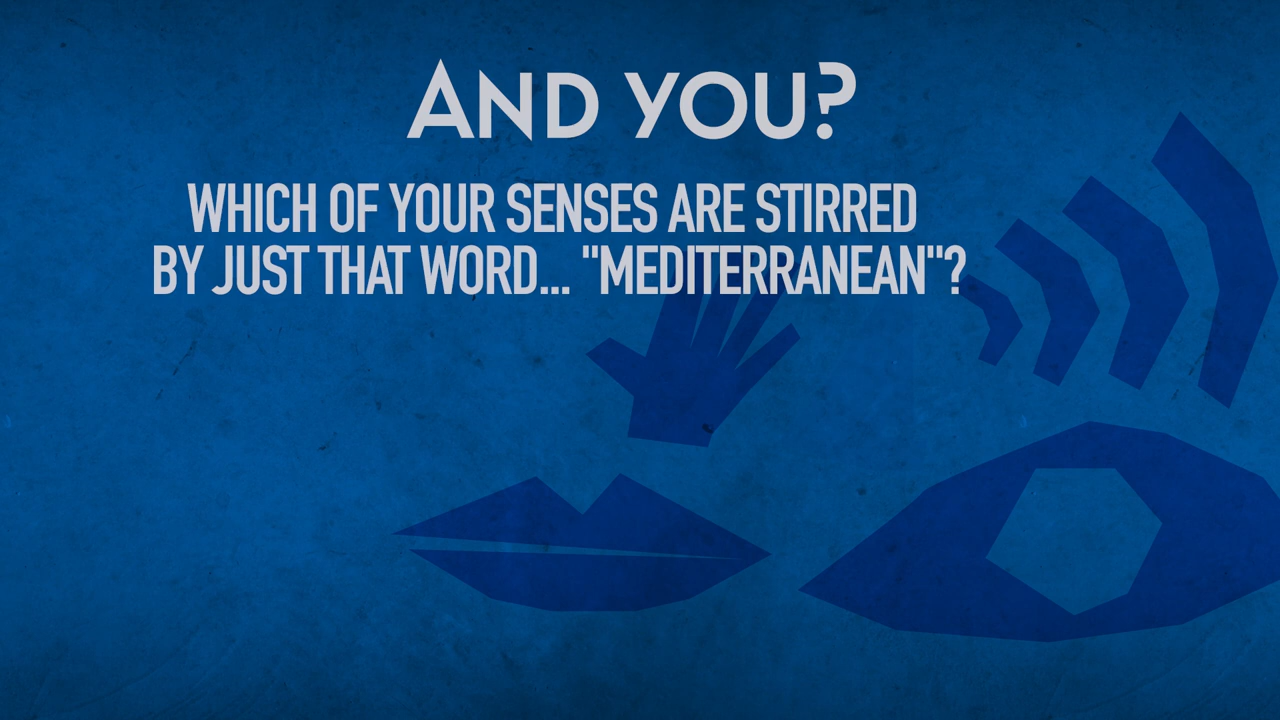 AND YOU?
WHICH OF YOUR SENSES ARE STIRRED
BY JUST THAT WORD... "MEDITERRANEAN"?